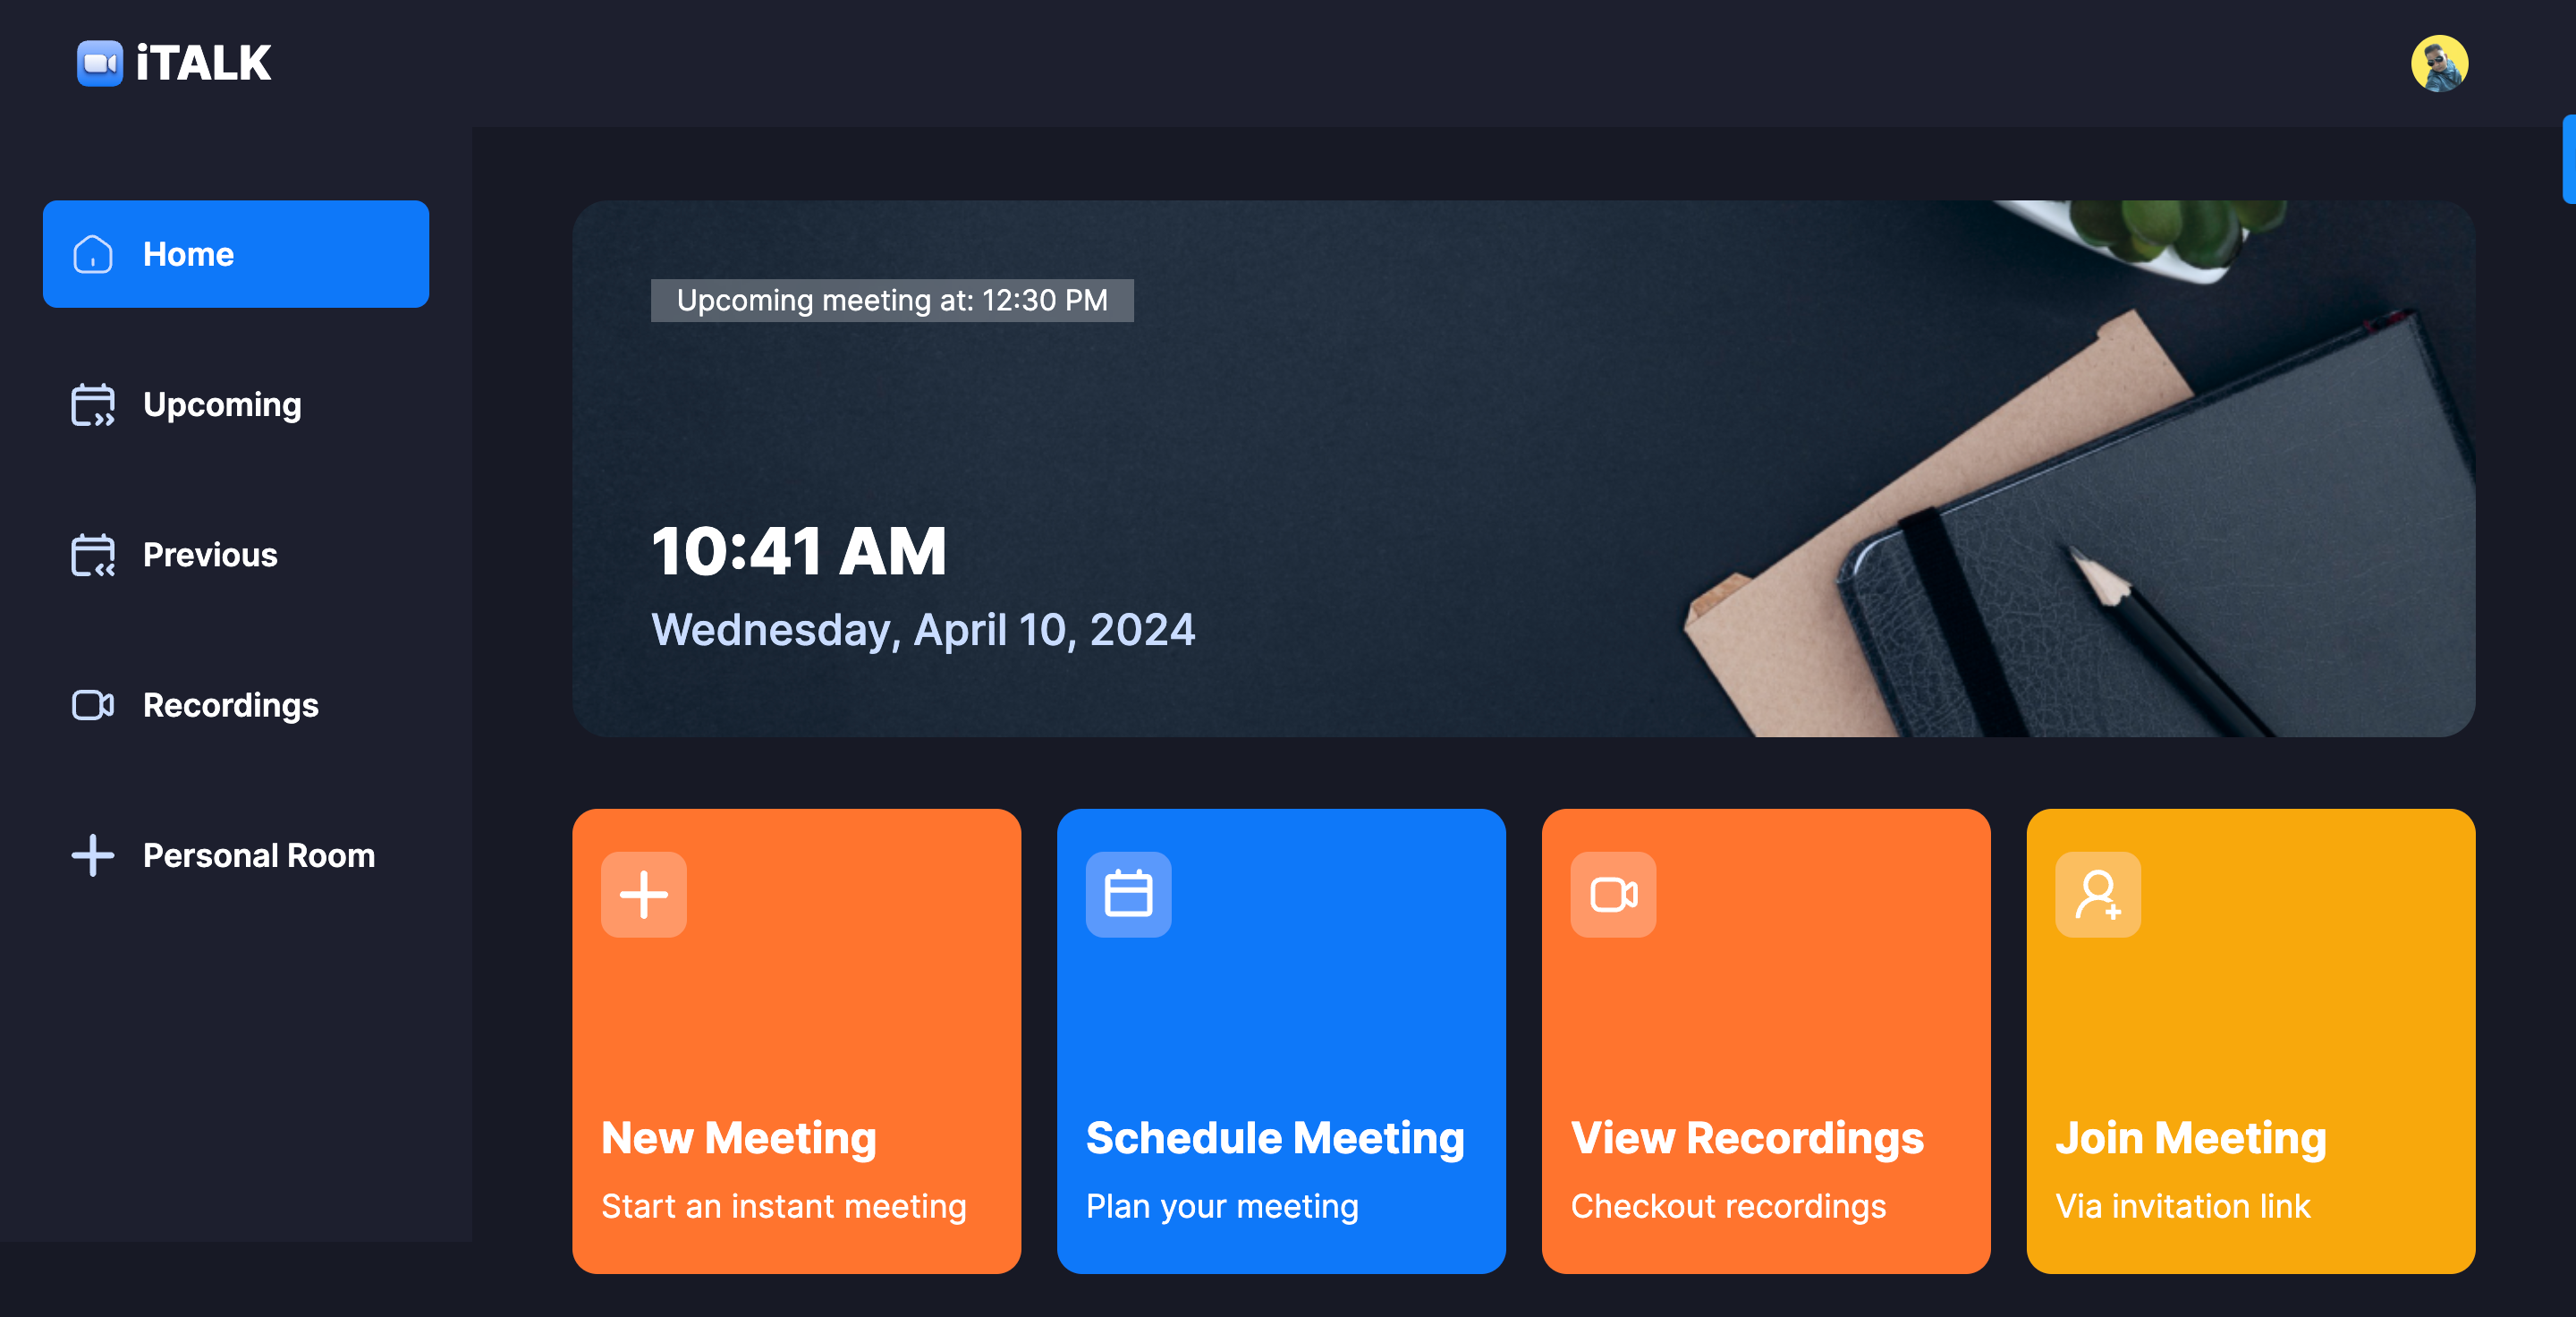 iTALK
Home
Upcoming
Previous
Recordings
Personal Room
Upcoming meeting at: 12:30 PM
10:41 AM
Wednesday, April 10, 2024
New Meeting
Start an instant meeting
Schedule Meeting
Plan your meeting
View Recordings
Checkout recordings
Join Meeting
Via invitation link